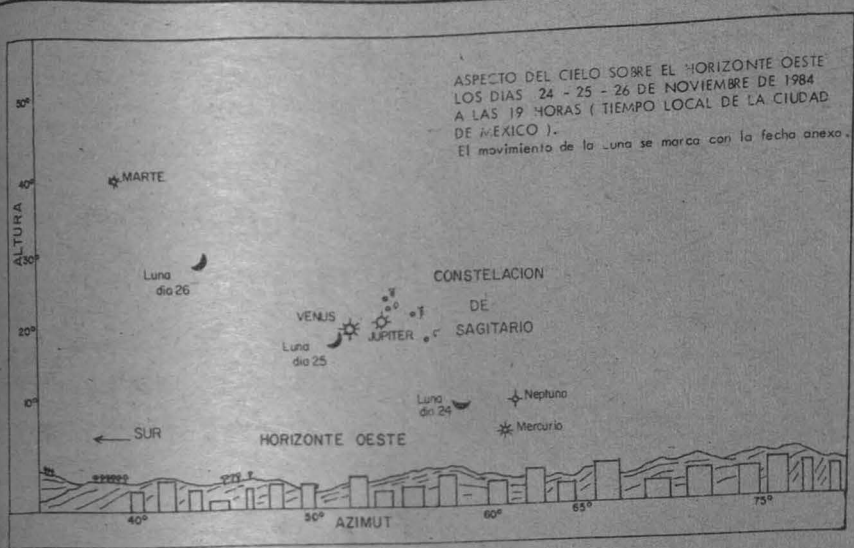 ASPECTO DEL CIELO SOBRE EL HORIZONTE OESTE
LOS DIAS 24 - 25 - 26 DE NOVIEMBRE DE 1984
A LAS 19 HORAS ( TIEMPO LOCAL DE LA CIUDAD
DE MEXICO ).
El movimiento de la Luna se marca con la fecha anexa.
50°
MARTE
40°
ALTURA
30°
Luna
dia 26
CONSTELACION
DE
SAGITARIO
VENUS
JUPITER
20°
Luna
dia 25
10°
Luna
dia 24
Neptuno
Mercurio
← SUR
HORIZONTE OESTE
40°
50°
AZIMUT
60°
65°
75°